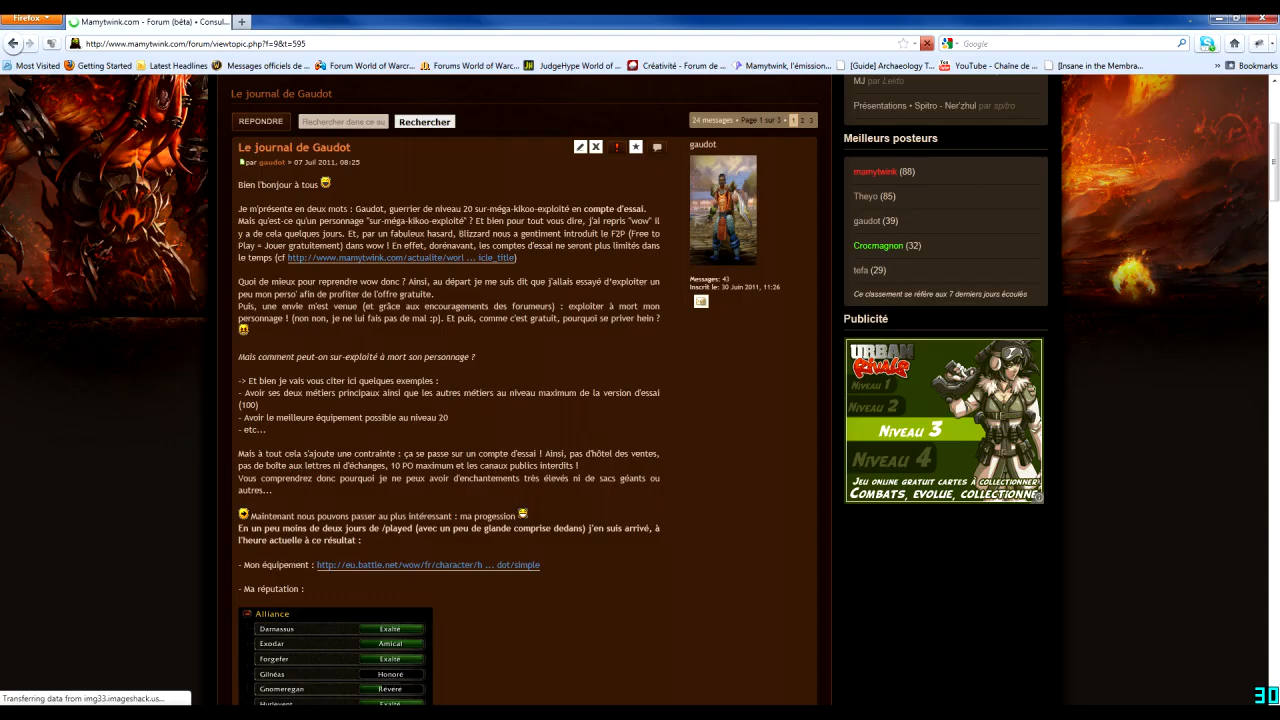 Firefox
Mamytwink.com - Forum (bêta) • Consul...
http://www.mamytwink.com/forum/viewtopic.php?f=9&t=595
Google
Most Visited
Getting Started
Latest Headlines
Messages officiels de ...
Forum World of Warcr...
Forums World of Warc...
JudgeHype World of ...
Créativité - Forum de ...
Mamytwink, l'émission...
[Guide] Archaeology T...
YouTube - Chaîne de ...
[Insane in the Membra...
Bookmarks
Le journal de Gaudot
REPONDRE
Rechercher dans ce su
Rechercher
24 messages • Page 1 sur 3 • 1 2 3
Le journal de Gaudot
par gaudot » 07 Juil 2011, 08:25
Bien l'bonjour à tous
Je m'présente en deux mots : Gaudot, guerrier de niveau 20 sur-méga-kikoo-exploité en compte d'essai.
Mais qu'est-ce qu'un personnage "sur-méga-kikoo-exploité" ? Et bien pour tout vous dire, j'ai repris "wow" il
y a de cela quelques jours. Et, par un fabuleux hasard, Blizzard nous a gentiment introduit le F2P (Free to
Play = Jouer gratuitement) dans wow ! En effet, dorénavant, les comptes d'essai ne seront plus limités dans
le temps (cf http://www.mamytwink.com/actualite/worl ... icle_title)
Quoi de mieux pour reprendre wow donc ? Ainsi, au départ je me suis dit que j'allais essayé d'exploiter un
peu mon perso' afin de profiter de l'offre gratuite.
Puis, une envie m'est venue (et grâce aux encouragements des forumeurs) : exploiter à mort mon
personnage ! (non non, je ne lui fais pas de mal :p). Et puis, comme c'est gratuit, pourquoi se priver hein ?
Mais comment peut-on sur-exploité à mort son personnage ?
-> Et bien je vais vous citer ici quelques exemples :
- Avoir ses deux métiers principaux ainsi que les autres métiers au niveau maximum de la version d'essai
(100)
- Avoir le meilleure équipement possible au niveau 20
- etc...
Mais à tout cela s'ajoute une contrainte : ça se passe sur un compte d'essai ! Ainsi, pas d'hôtel des ventes,
pas de boîte aux lettres ni d'échanges, 10 PO maximum et les canaux publics interdits !
Vous comprendrez donc pourquoi je ne peux avoir d'enchantements très élevés ni de sacs géants ou
autres...
Maintenant nous pouvons passer au plus intéressant : ma progession
En un peu moins de deux jours de /played (avec un peu de glande comprise dedans) j'en suis arrivé, à
l'heure actuelle à ce résultat :
- Mon équipement : http://eu.battle.net/wow/fr/character/h ... dot/simple
- Ma réputation :
Alliance
Darnassus Exalté
Exodar Amical
Forgefer Exalté
Gilnéas Honoré
Gnomeregan Révéré
Hurlevent Exalté
gaudot
Messages: 43
Inscrit le: 30 Juin 2011, 11:26
MJ par Lekfo
Présentations • Spitro - Ner'zhul par spitro
Meilleurs posteurs
mamytwink (88)
Theyo (85)
gaudot (39)
Crocmagnon (32)
tefa (29)
Ce classement se réfère aux 7 derniers jours écoulés
Publicité
URBAN
Rivals
Niveau 1
Niveau 2
Niveau 3
Niveau 4
Jeu online gratuit cartes à collectionner
Combats, evolue, collectionne
Transferring data from img33.imageshack.us...
30